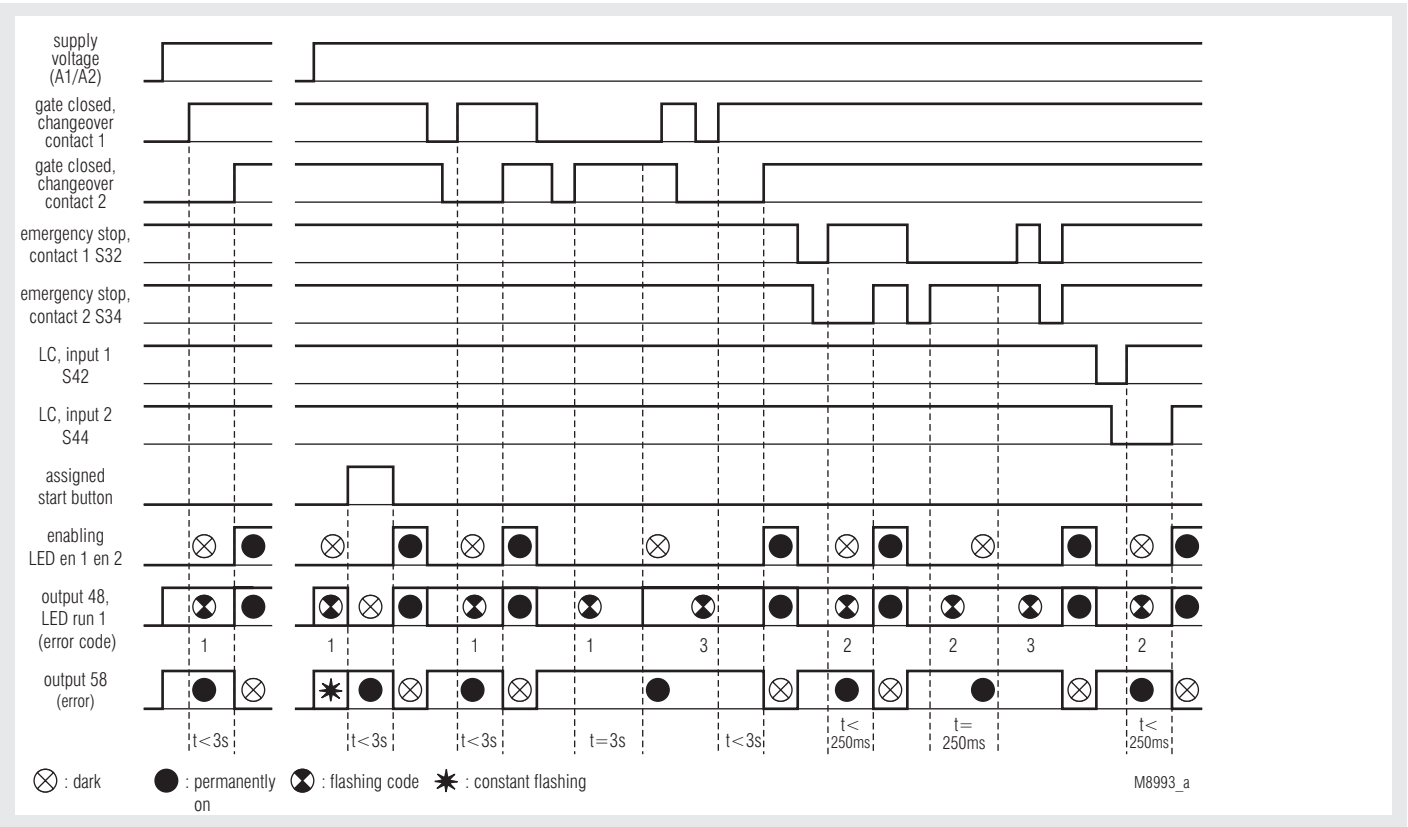 supply
voltage
(A1/A2)
gate closed,
changeover
contact 1
gate closed,
changeover
contact 2
emergency stop,
contact 1 S32
emergency stop,
contact 2 S34
LC, input 1
S42
LC, input 2
S44
assigned
start button
enabling
LED en 1 en 2
output 48,
LED run 1
(error code)
1 1 1 1 3 2 2 3 2
output 58
(error)
t<3s t<3s t<3s t=3s t<3s t< 250ms t= 250ms t< 250ms
: dark : permanently on : flashing code : constant flashing
M8993_a